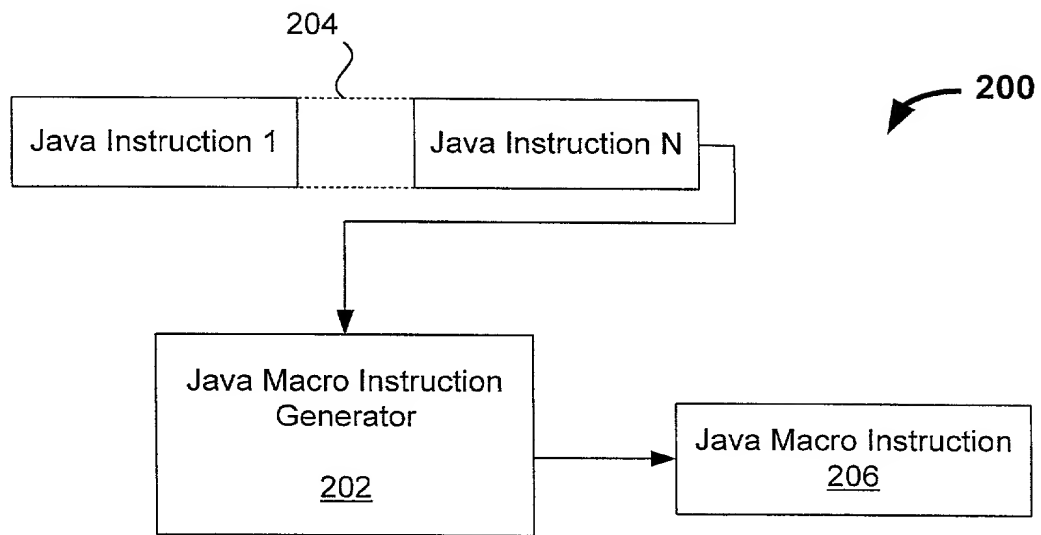 204
200
Java Instruction 1
Java Instruction N
Java Macro Instruction
Generator
202
Java Macro Instruction
206